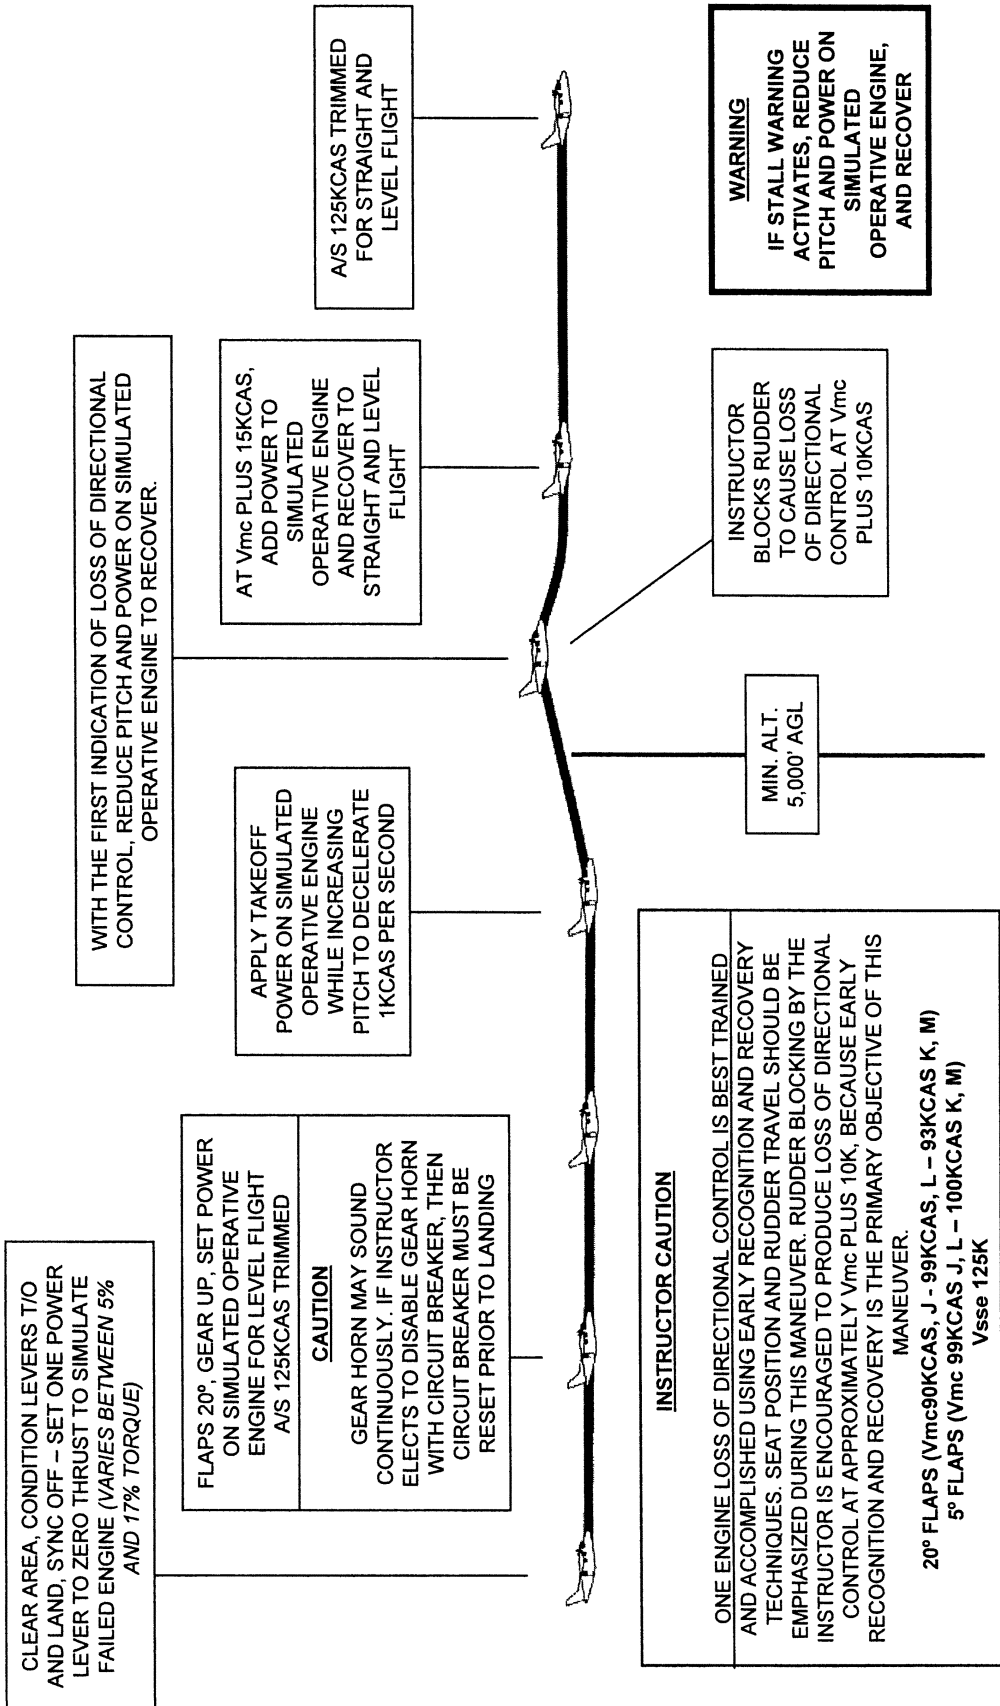 CLEAR AREA, CONDITION LEVERS T/O
AND LAND, SYNC OFF – SET ONE POWER
LEVER TO ZERO THRUST TO SIMULATE
FAILED ENGINE (VARIES BETWEEN 5%
AND 17% TORQUE)
FLAPS 20º, GEAR UP, SET POWER
ON SIMULATED OPERATIVE
ENGINE FOR LEVEL FLIGHT
A/S 125KCAS TRIMMED
CAUTION
GEAR HORN MAY SOUND
CONTINUOUSLY. IF INSTRUCTOR
ELECTS TO DISABLE GEAR HORN
WITH CIRCUIT BREAKER, THEN
CIRCUIT BREAKER MUST BE
RESET PRIOR TO LANDING
APPLY TAKEOFF
POWER ON SIMULATED
OPERATIVE ENGINE
WHILE INCREASING
PITCH TO DECELERATE
1KCAS PER SECOND
WITH THE FIRST INDICATION OF LOSS OF DIRECTIONAL
CONTROL, REDUCE PITCH AND POWER ON SIMULATED
OPERATIVE ENGINE TO RECOVER.
AT Vmc PLUS 15KCAS,
ADD POWER TO
SIMULATED
OPERATIVE ENGINE
AND RECOVER TO
STRAIGHT AND LEVEL
FLIGHT
A/S 125KCAS TRIMMED
FOR STRAIGHT AND
LEVEL FLIGHT
INSTRUCTOR CAUTION
ONE ENGINE LOSS OF DIRECTIONAL CONTROL IS BEST TRAINED
AND ACCOMPLISHED USING EARLY RECOGNITION AND RECOVERY
TECHNIQUES. SEAT POSITION AND RUDDER TRAVEL SHOULD BE
EMPHASIZED DURING THIS MANEUVER. RUDDER BLOCKING BY THE
INSTRUCTOR IS ENCOURAGED TO PRODUCE LOSS OF DIRECTIONAL
CONTROL AT APPROXIMATELY Vmc PLUS 10K, BECAUSE EARLY
RECOGNITION AND RECOVERY IS THE PRIMARY OBJECTIVE OF THIS
MANEUVER.
20º FLAPS (Vmc90KCAS, J - 99KCAS, L – 93KCAS K, M)
5º FLAPS (Vmc 99KCAS J, L – 100KCAS K, M)
Vsse 125K
MIN. ALT.
5,000' AGL
INSTRUCTOR
BLOCKS RUDDER
TO CAUSE LOSS
OF DIRECTIONAL
CONTROL AT Vmc
PLUS 10KCAS
WARNING
IF STALL WARNING
ACTIVATES, REDUCE
PITCH AND POWER ON
SIMULATED
OPERATIVE ENGINE,
AND RECOVER